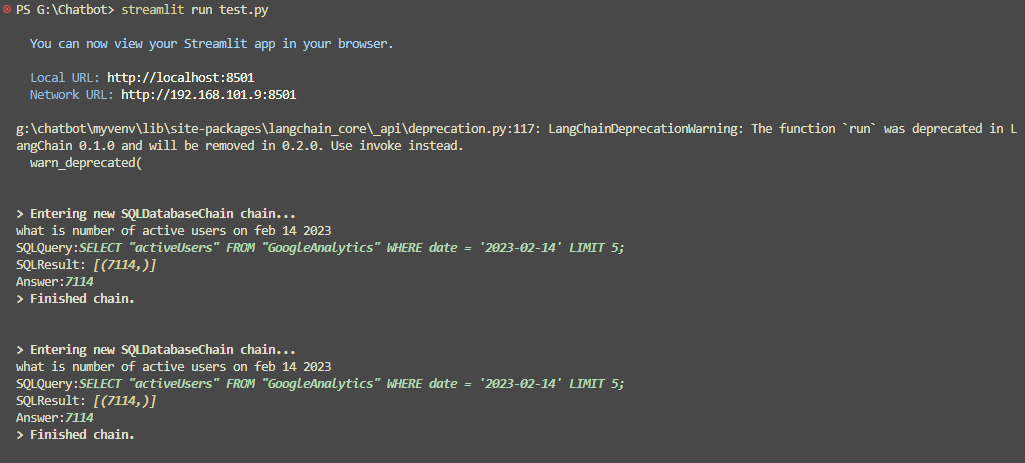 PS G:\Chatbot> streamlit run test.py
You can now view your Streamlit app in your browser.
Local URL: http://localhost:8501
Network URL: http://192.168.101.9:8501
g:\chatbot\myvenv\lib\site-packages\langchain_core\_api\deprecation.py:117: LangChainDeprecationWarning: The function `run` was deprecated in L
angChain 0.1.0 and will be removed in 0.2.0. Use invoke instead.
warn_deprecated(
> Entering new SQLDatabaseChain chain...
what is number of active users on feb 14 2023
SQLQuery:SELECT "activeUsers" FROM "GoogleAnalytics" WHERE date = '2023-02-14' LIMIT 5;
SQLResult: [(7114,)]
Answer:7114
> Finished chain.
> Entering new SQLDatabaseChain chain...
what is number of active users on feb 14 2023
SQLQuery:SELECT "activeUsers" FROM "GoogleAnalytics" WHERE date = '2023-02-14' LIMIT 5;
SQLResult: [(7114,)]
Answer:7114
> Finished chain.